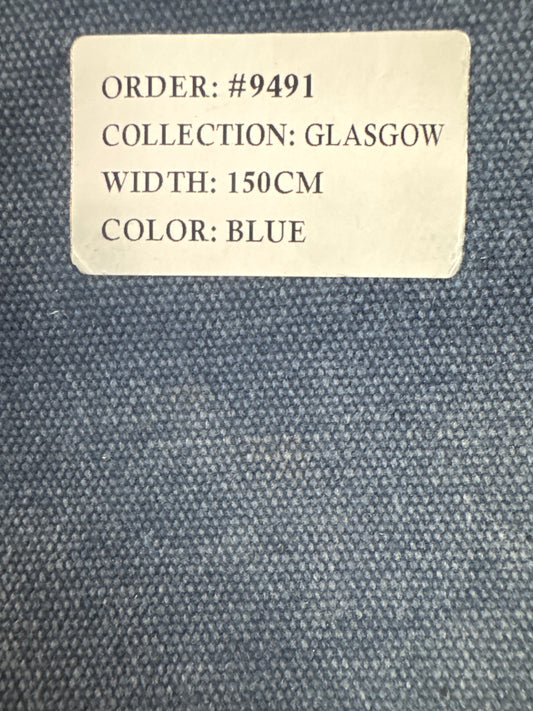 ORDER: #9491
COLLECTION: GLASGOW
WIDTH: 150CM
COLOR: BLUE